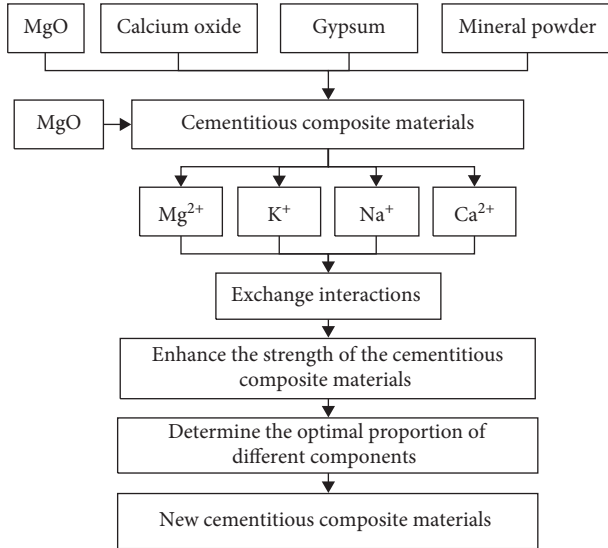 MgO
Calcium oxide
Gypsum
Mineral powder
MgO
Cementitious composite materials
Mg²⁺
K⁺
Na⁺
Ca²⁺
Exchange interactions
Enhance the strength of the cementitious
composite materials
Determine the optimal proportion of
different components
New cementitious composite materials